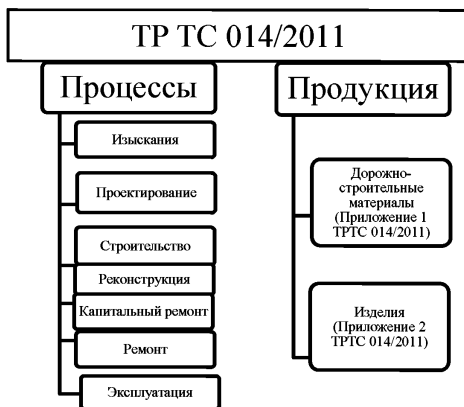 ТР ТС 014/2011
Процессы
Изыскания
Проектирование
Строительство
Реконструкция
Капитальный ремонт
Ремонт
Эксплуатация
Продукция
Дорожно-
строительные
материалы
(Приложение 1
ТРТС 014/2011)
Изделия
(Приложение 2
ТРТС 014/2011)